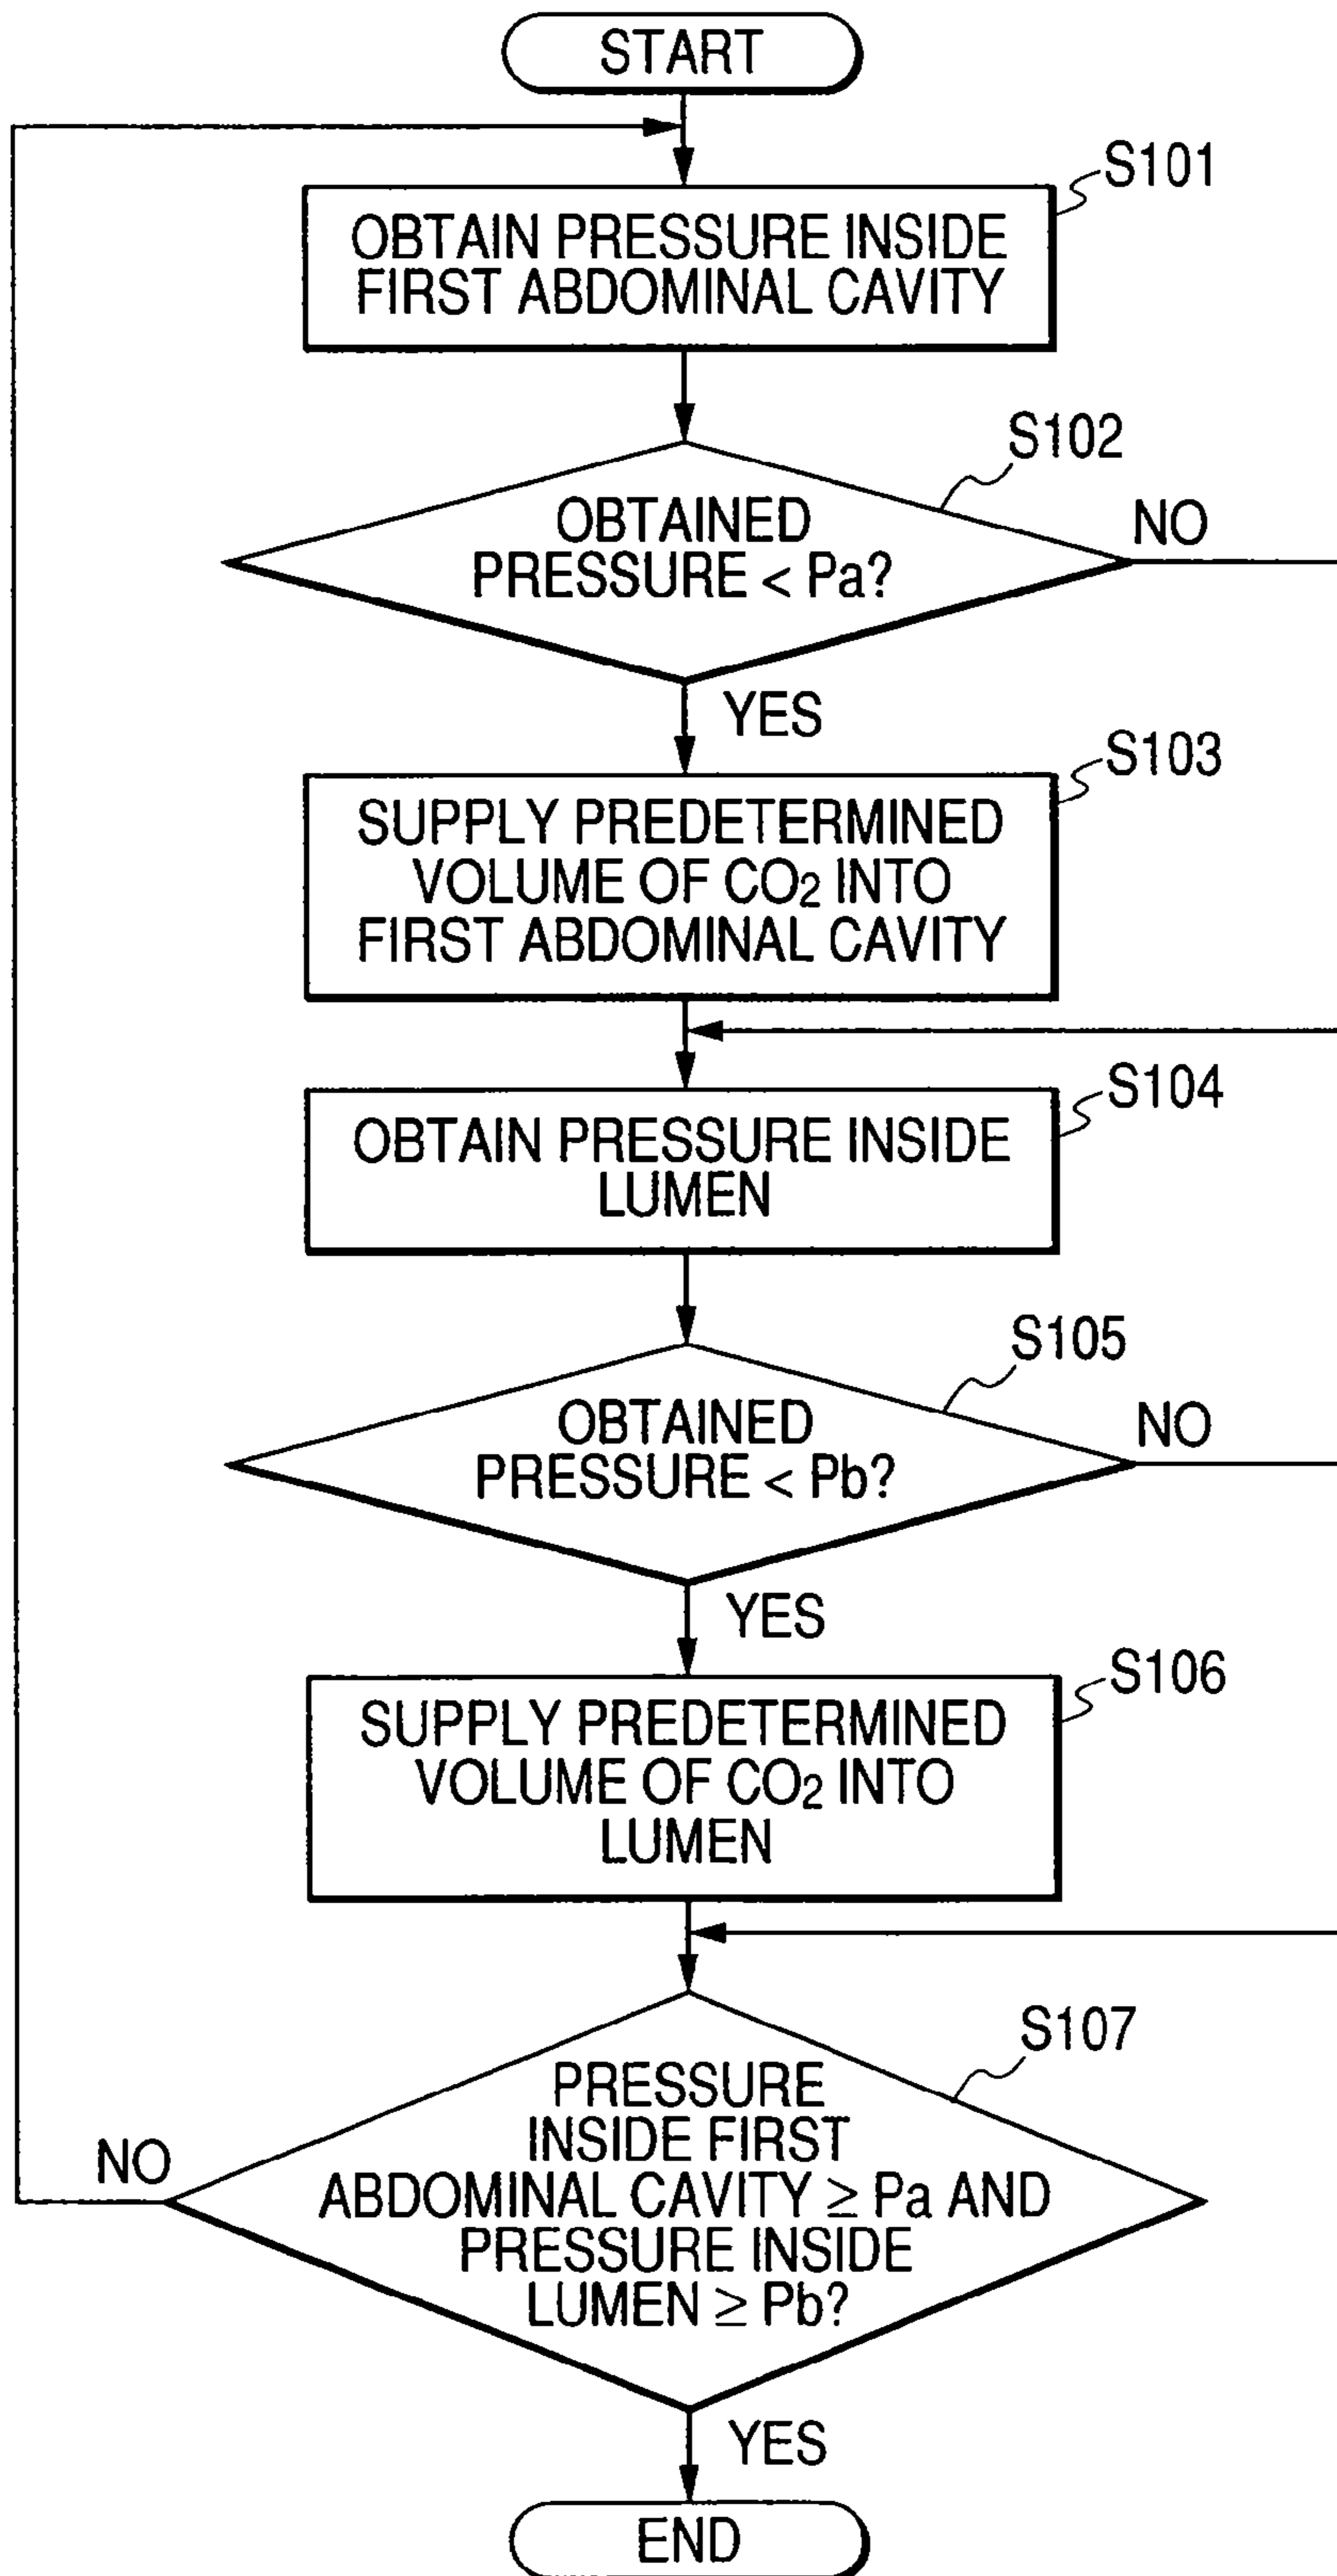 START
S101
OBTAIN PRESSURE INSIDE
FIRST ABDOMINAL CAVITY
S102
OBTAINED
PRESSURE < Pa?
NO
YES
S103
SUPPLY PREDETERMINED
VOLUME OF CO₂ INTO
FIRST ABDOMINAL CAVITY
S104
OBTAIN PRESSURE INSIDE
LUMEN
S105
OBTAINED
PRESSURE < Pb?
NO
YES
S106
SUPPLY PREDETERMINED
VOLUME OF CO₂ INTO
LUMEN
S107
PRESSURE
INSIDE FIRST
ABDOMINAL CAVITY ≥ Pa AND
PRESSURE INSIDE
LUMEN ≥ Pb?
NO
YES
END